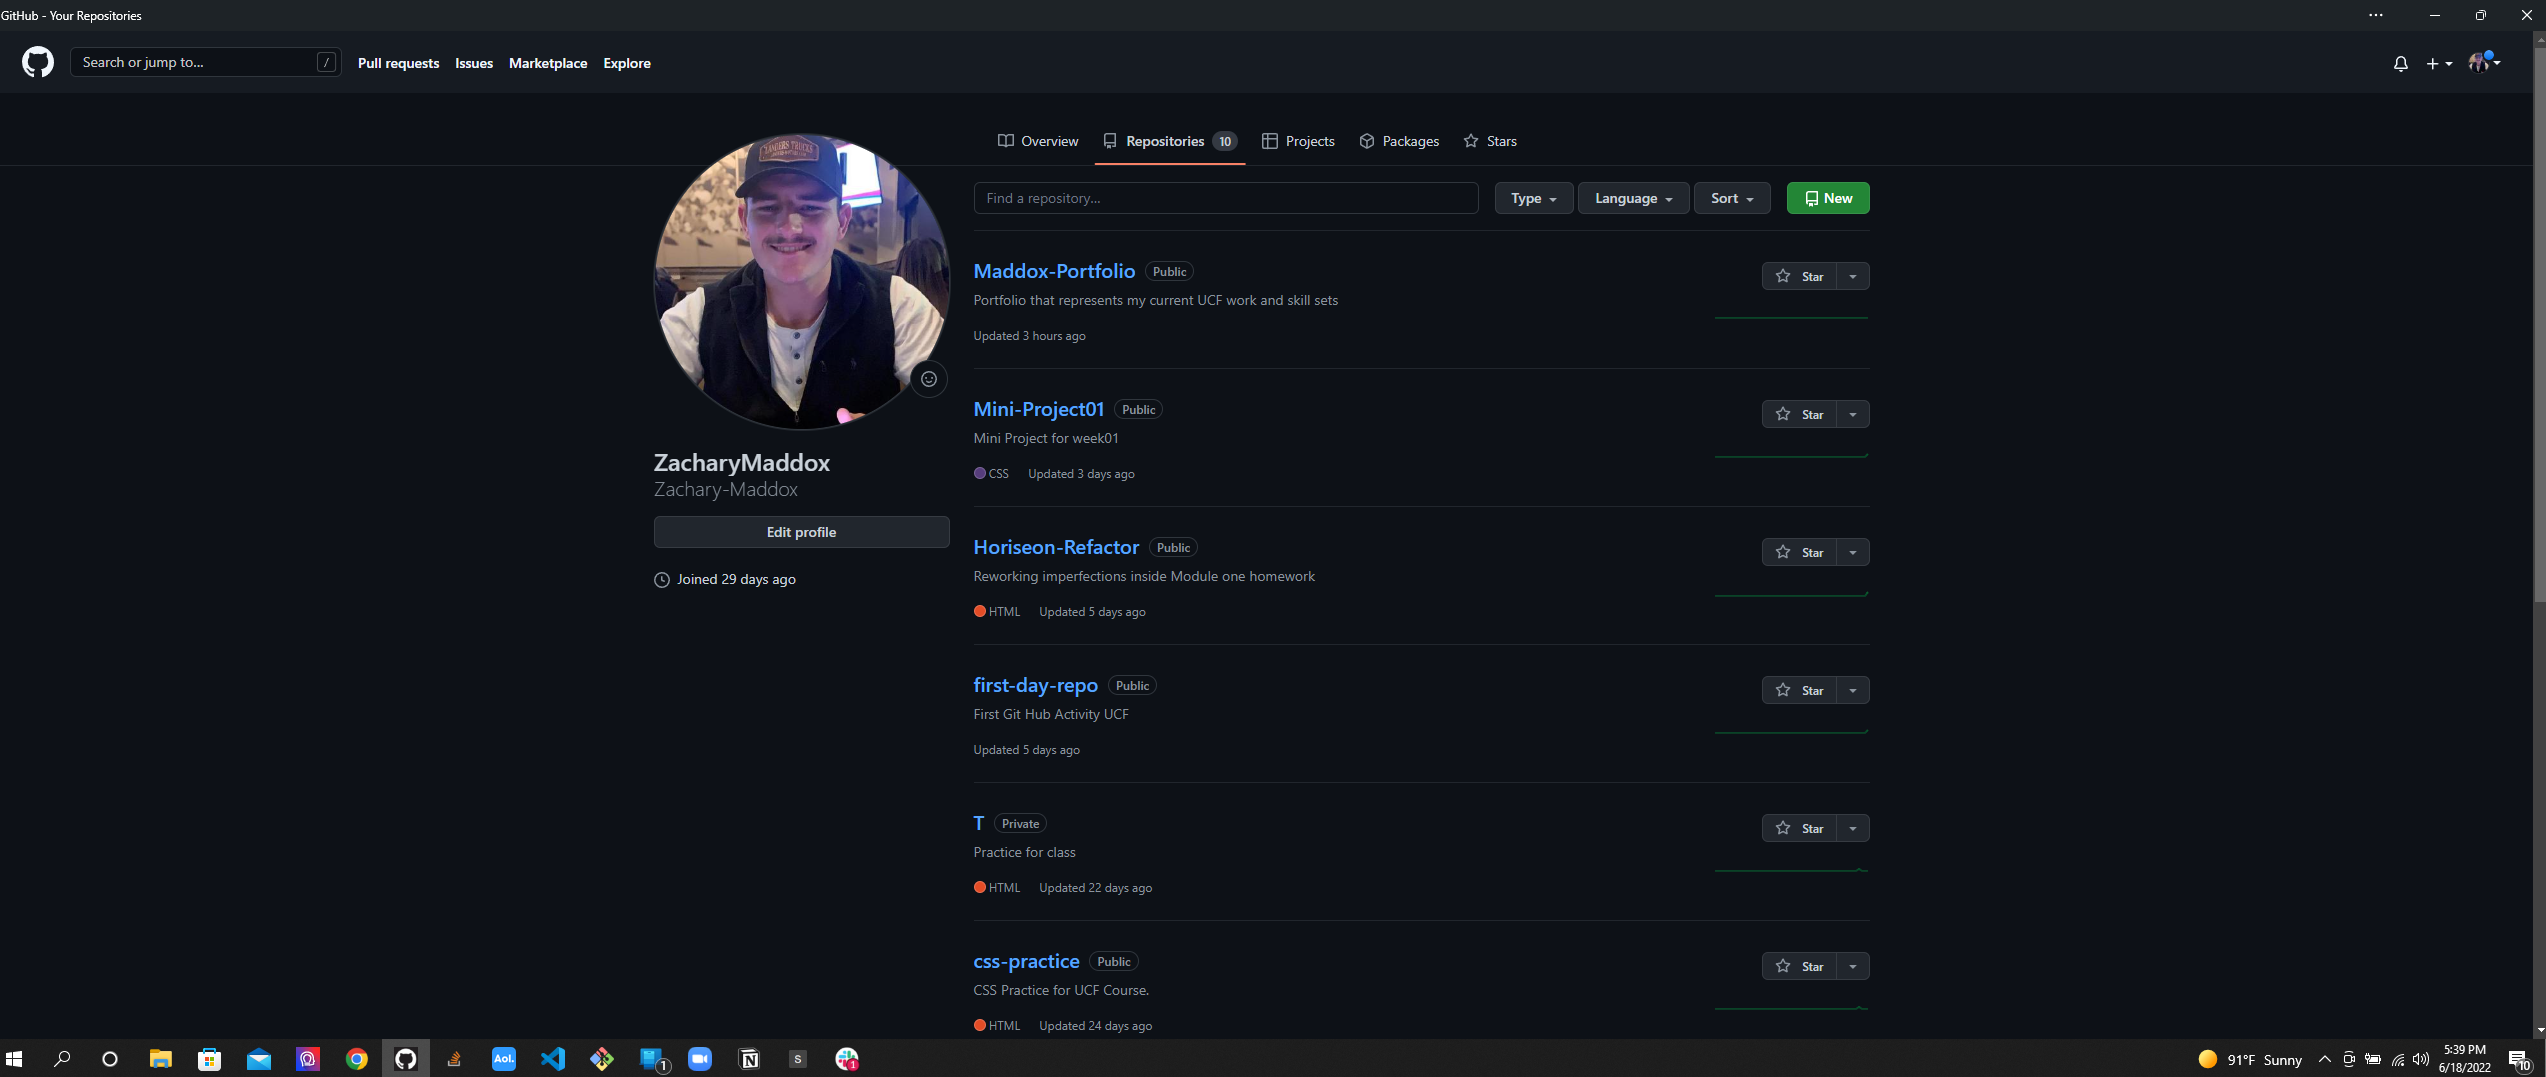 GitHub - Your Repositories
Search or jump to... /
Pull requests Issues Marketplace Explore
Overview Repositories 10 Projects Packages Stars
Find a repository... Type Language Sort New
LANDERS TRUCKS
ZacharyMaddox
Zachary-Maddox
Edit profile
Joined 29 days ago
Maddox-Portfolio Public Star
Portfolio that represents my current UCF work and skill sets
Updated 3 hours ago
Mini-Project01 Public Star
Mini Project for week01
CSS Updated 3 days ago
Horiseon-Refactor Public Star
Reworking imperfections inside Module one homework
HTML Updated 5 days ago
first-day-repo Public Star
First Git Hub Activity UCF
Updated 5 days ago
T Private Star
Practice for class
HTML Updated 22 days ago
css-practice Public Star
CSS Practice for UCF Course.
HTML Updated 24 days ago
Aol. 1 N S 1
91°F Sunny
5:39 PM
6/18/2022
10